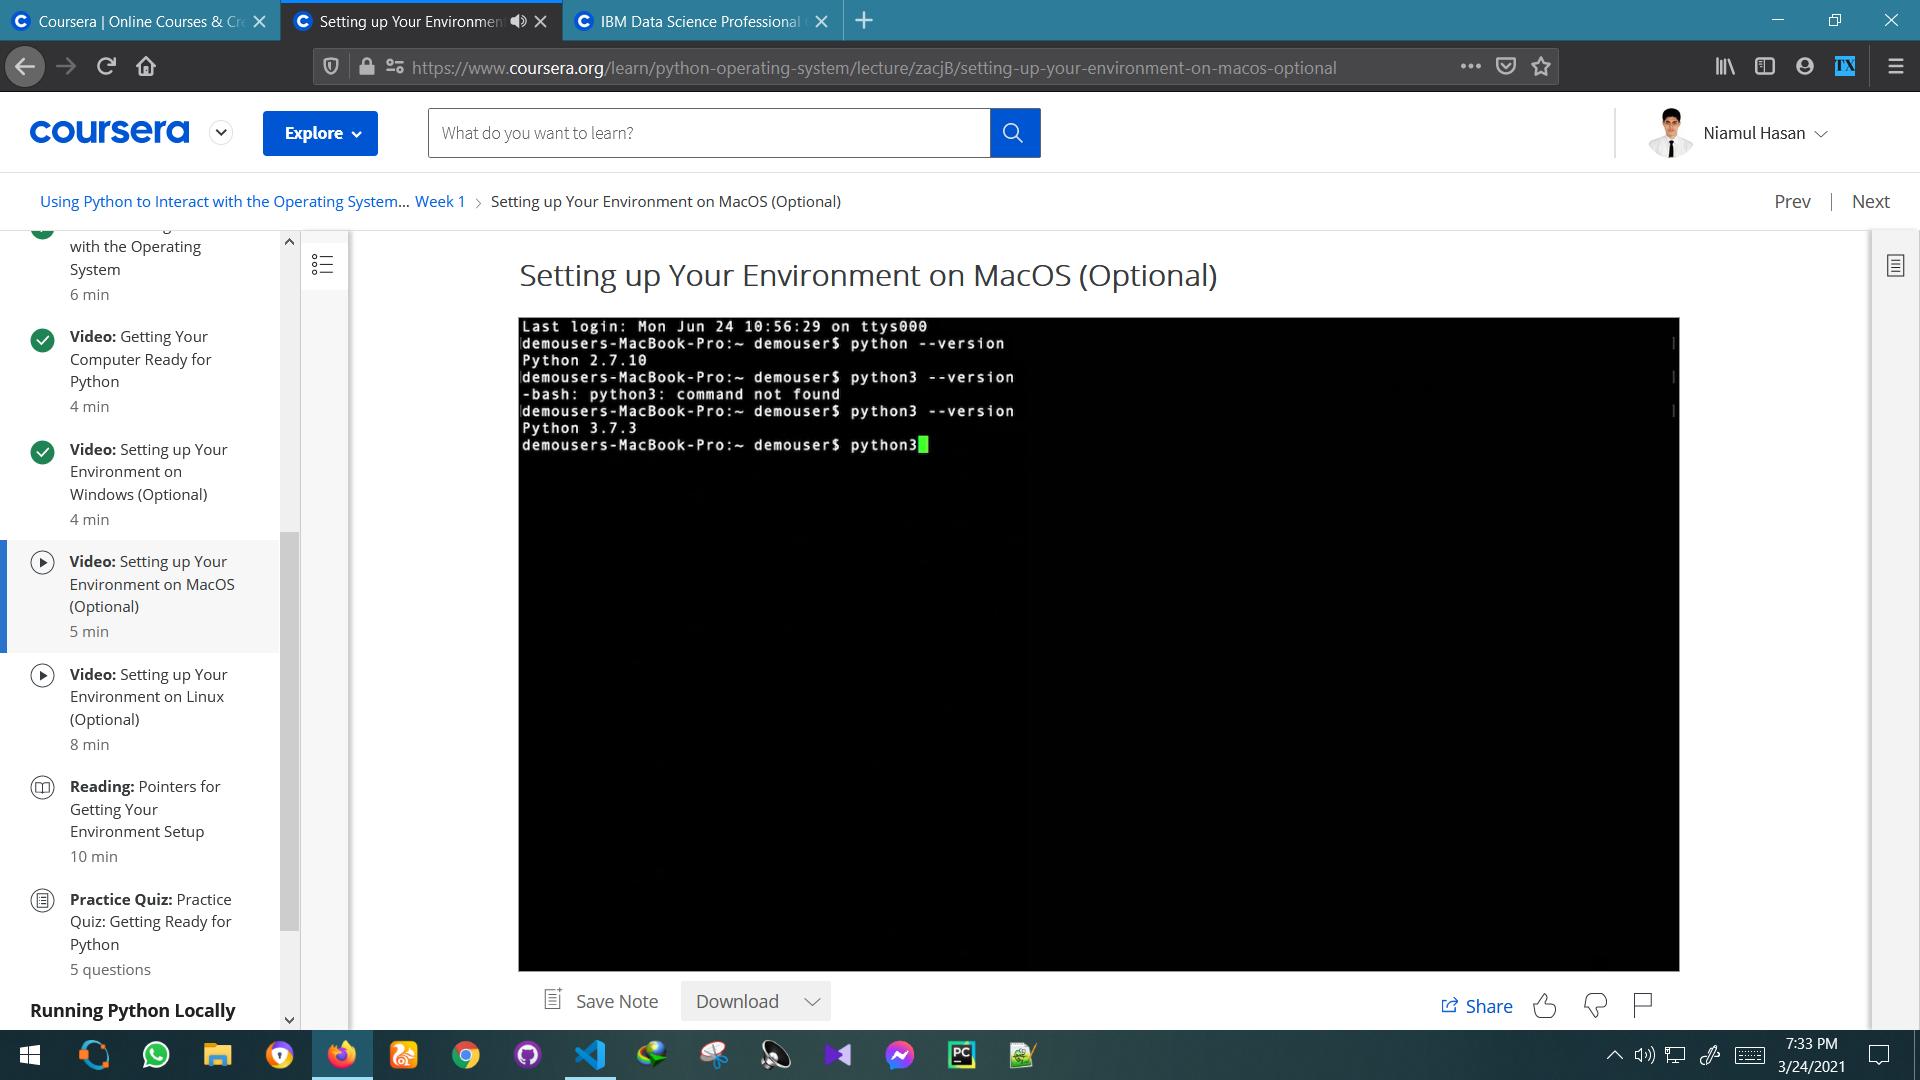 Coursera | Online Courses & Cre
Setting up Your Environment
IBM Data Science Professional
https://www.coursera.org/learn/python-operating-system/lecture/zacjB/setting-up-your-environment-on-macos-optional
TX
coursera
Explore
What do you want to learn?
Niamul Hasan
Using Python to Interact with the Operating System... Week 1 > Setting up Your Environment on MacOS (Optional)
Prev | Next
with the Operating
System
6 min
Video: Getting Your
Computer Ready for
Python
4 min
Video: Setting up Your
Environment on
Windows (Optional)
4 min
Video: Setting up Your
Environment on MacOS
(Optional)
5 min
Video: Setting up Your
Environment on Linux
(Optional)
8 min
Reading: Pointers for
Getting Your
Environment Setup
10 min
Practice Quiz: Practice
Quiz: Getting Ready for
Python
5 questions
Running Python Locally
Setting up Your Environment on MacOS (Optional)
Last login: Mon Jun 24 10:56:29 on ttys000
[demousers-MacBook-Pro:~ demouser$ python --version ]
Python 2.7.10
[demousers-MacBook-Pro:~ demouser$ python3 --version ]
-bash: python3: command not found
[demousers-MacBook-Pro:~ demouser$ python3 --version ]
Python 3.7.3
demousers-MacBook-Pro:~ demouser$ python3
Save Note
Download
Share
PC
7:33 PM
3/24/2021